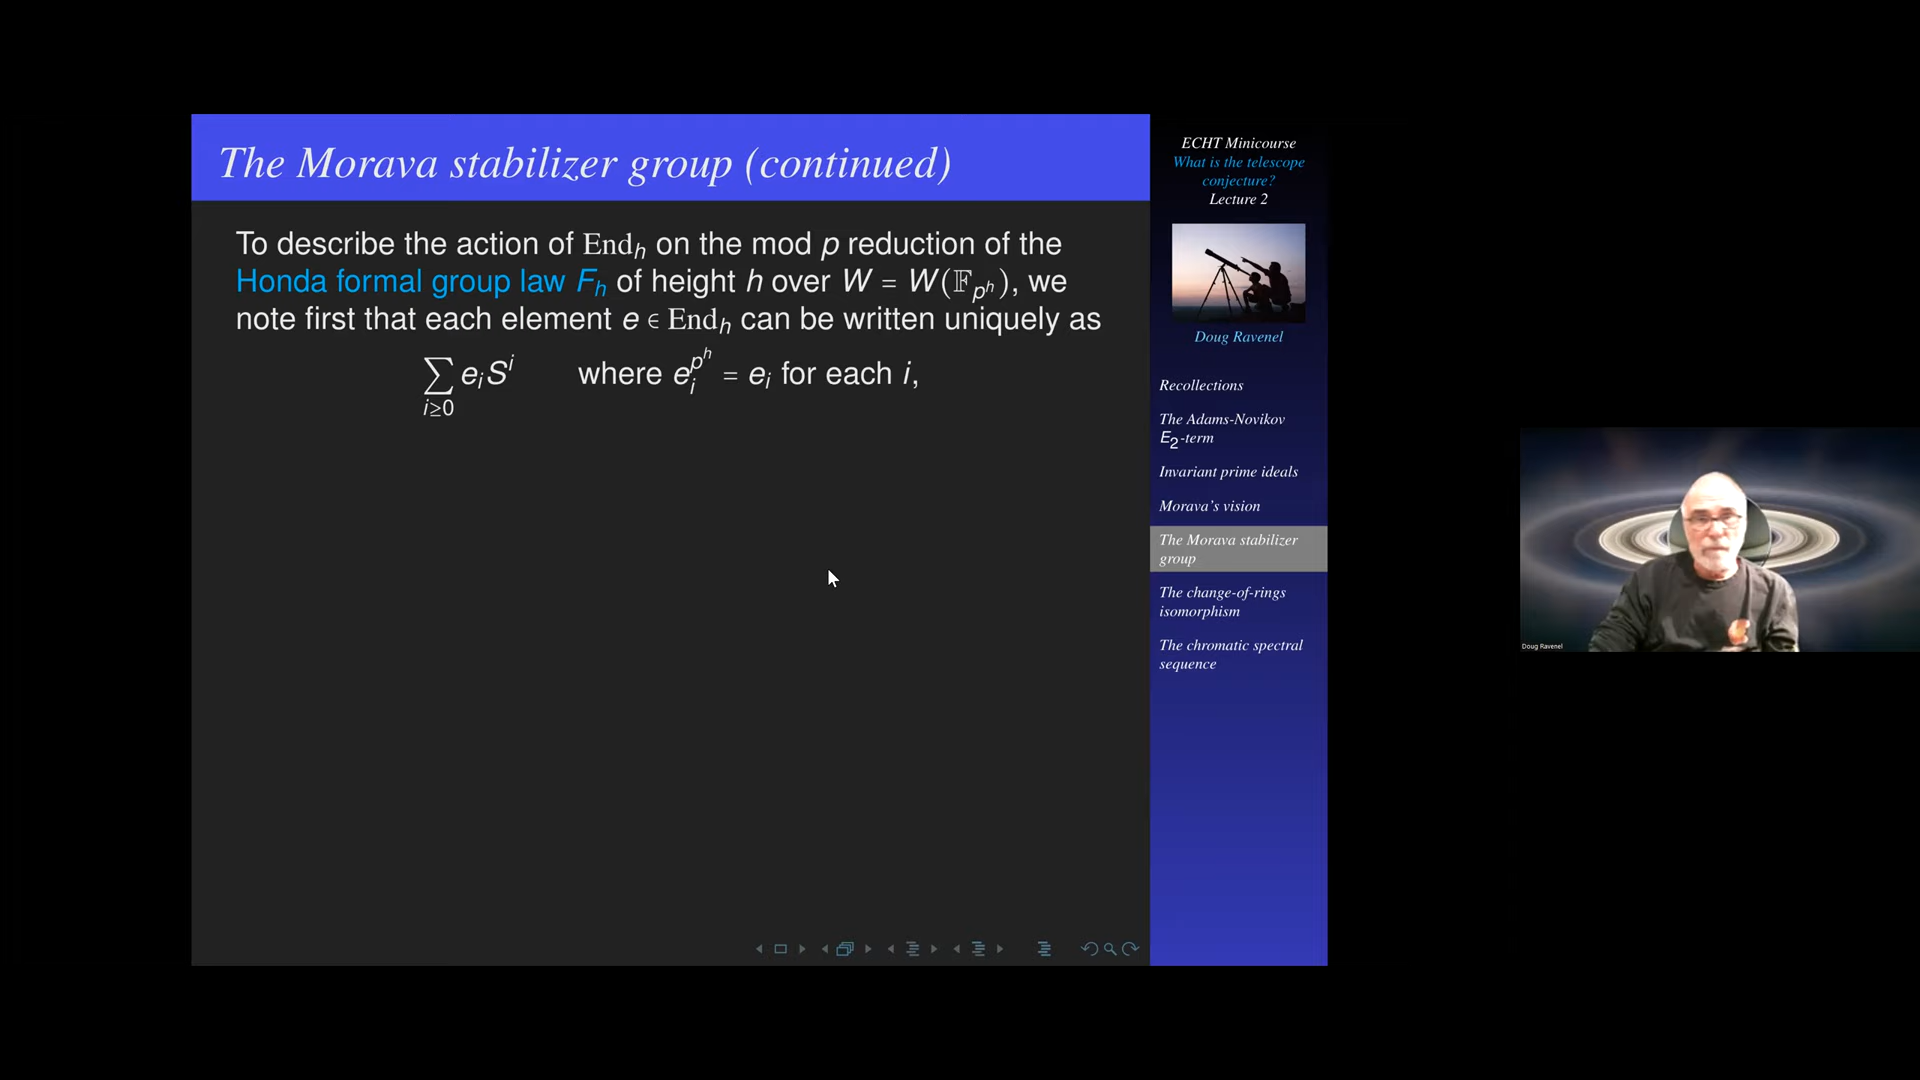 The Morava stabilizer group (continued)
To describe the action of End_h on the mod p reduction of the
Honda formal group law F_h of height h over W = W(𝔽_{p^h}), we
note first that each element e ∈ End_h can be written uniquely as
∑_{i≥0} e_i S^i where e_i^{p^h} = e_i for each i,
ECHT Minicourse
What is the telescope
conjecture?
Lecture 2
Doug Ravenel
Recollections
The Adams-Novikov
E_2-term
Invariant prime ideals
Morava's vision
The Morava stabilizer
group
The change-of-rings
isomorphism
The chromatic spectral
sequence
Doug Ravenel